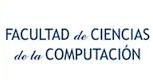 FACULTAD de CIENCIAS
de la COMPUTACIÓN